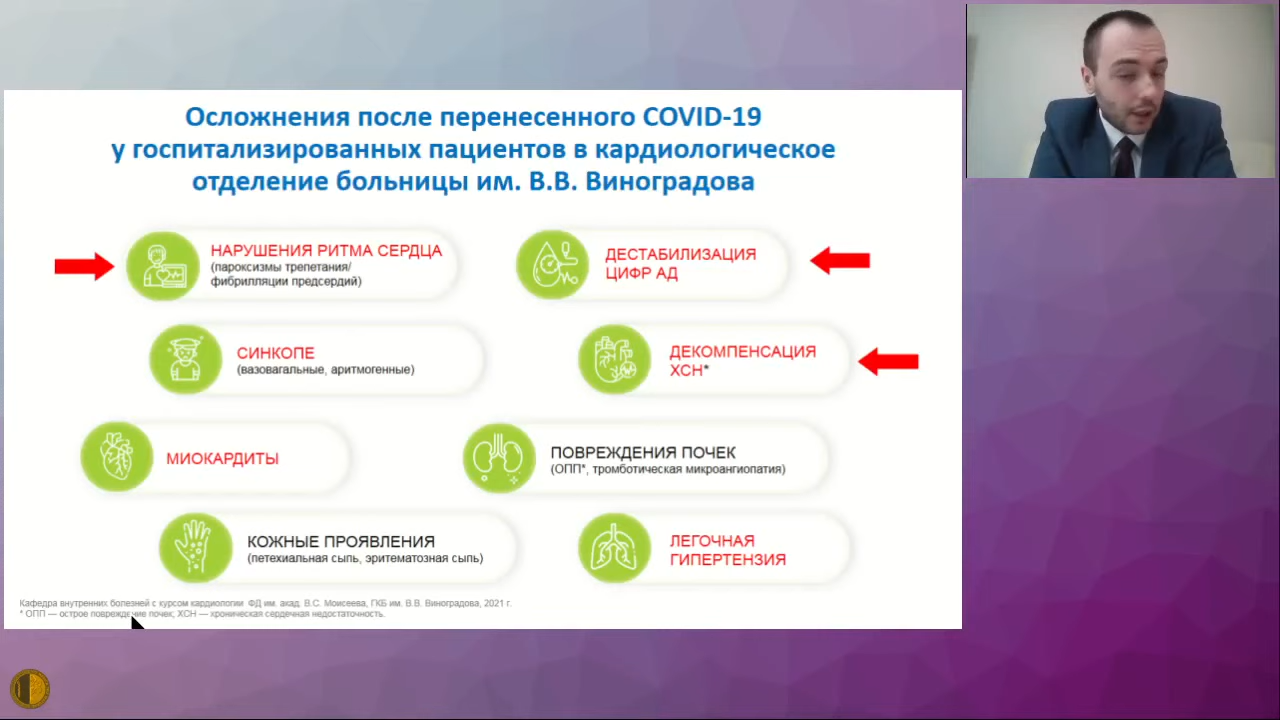 Осложнения после перенесенного COVID-19
у госпитализированных пациентов в кардиологическое
отделение больницы им. В.В. Виноградова
НАРУШЕНИЯ РИТМА СЕРДЦА
(пароксизмы трепетания/
фибрилляции предсердий)
ДЕСТАБИЛИЗАЦИЯ
ЦИФР АД
СИНКОПЕ
(вазовагальные, аритмогенные)
ДЕКОМПЕНСАЦИЯ
ХСН*
МИОКАРДИТЫ
ПОВРЕЖДЕНИЯ ПОЧЕК
(ОПП*, тромботическая микроангиопатия)
КОЖНЫЕ ПРОЯВЛЕНИЯ
(петехиальная сыпь, эритематозная сыпь)
ЛЕГОЧНАЯ
ГИПЕРТЕНЗИЯ
Кафедра внутренних болезней с курсом кардиологии ФД им. акад. В.С. Моисеева, ГКБ им. В.В. Виноградова, 2021 г.
* ОПП — острое повреждение почек; ХСН — хроническая сердечная недостаточность.